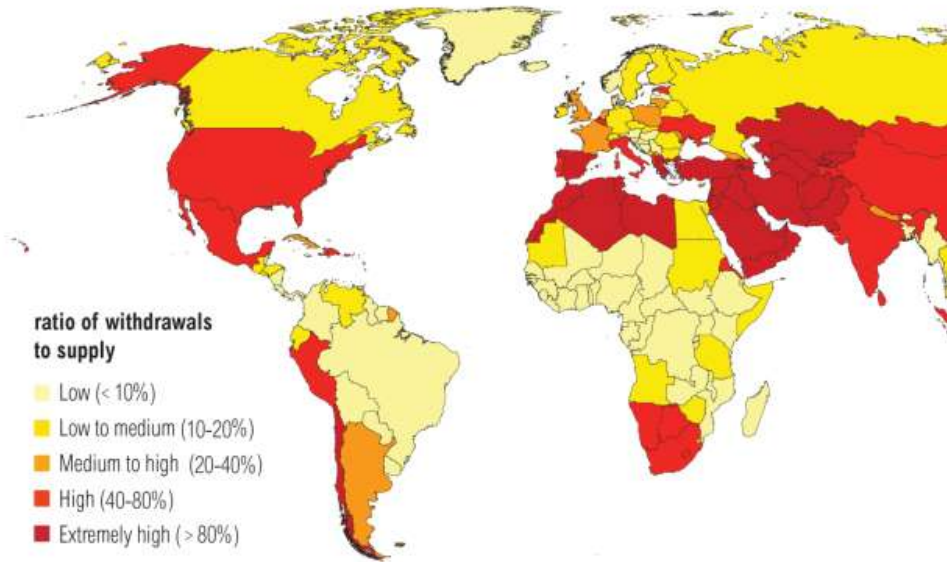 ratio of withdrawals
to supply
Low (< 10%)
Low to medium (10-20%)
Medium to high (20-40%)
High (40-80%)
Extremely high (> 80%)